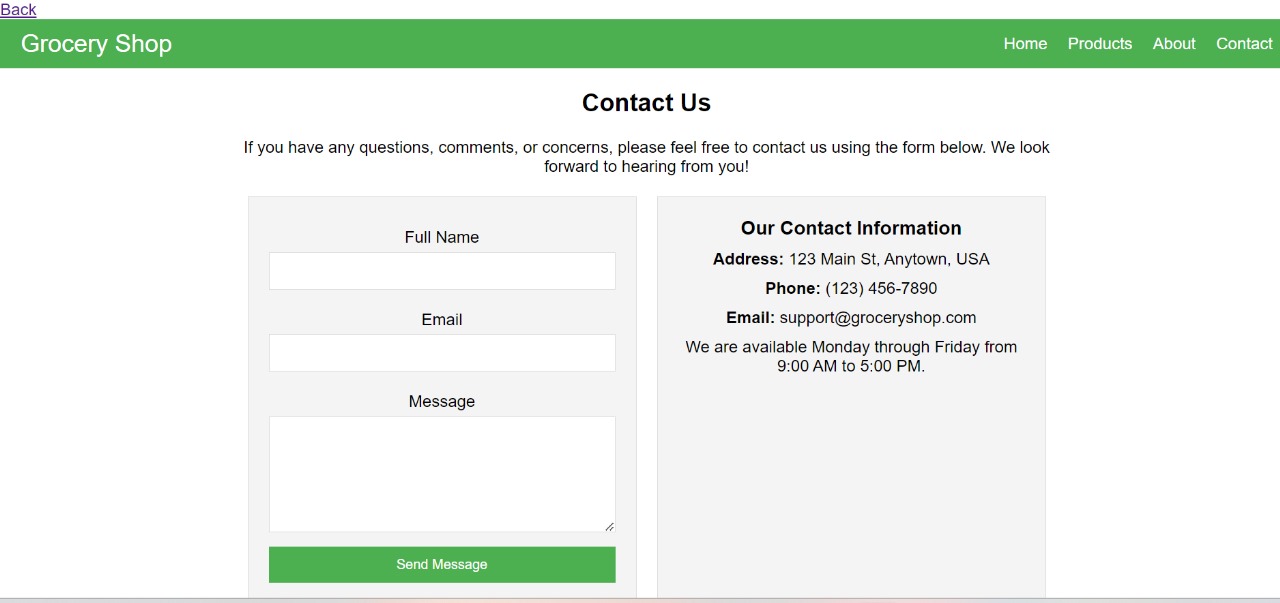 Back
Grocery Shop
Home Products About Contact
Contact Us
If you have any questions, comments, or concerns, please feel free to contact us using the form below. We look
forward to hearing from you!
Full Name
Email
Message
Send Message
Our Contact Information
Address: 123 Main St, Anytown, USA
Phone: (123) 456-7890
Email: support@groceryshop.com
We are available Monday through Friday from
9:00 AM to 5:00 PM.